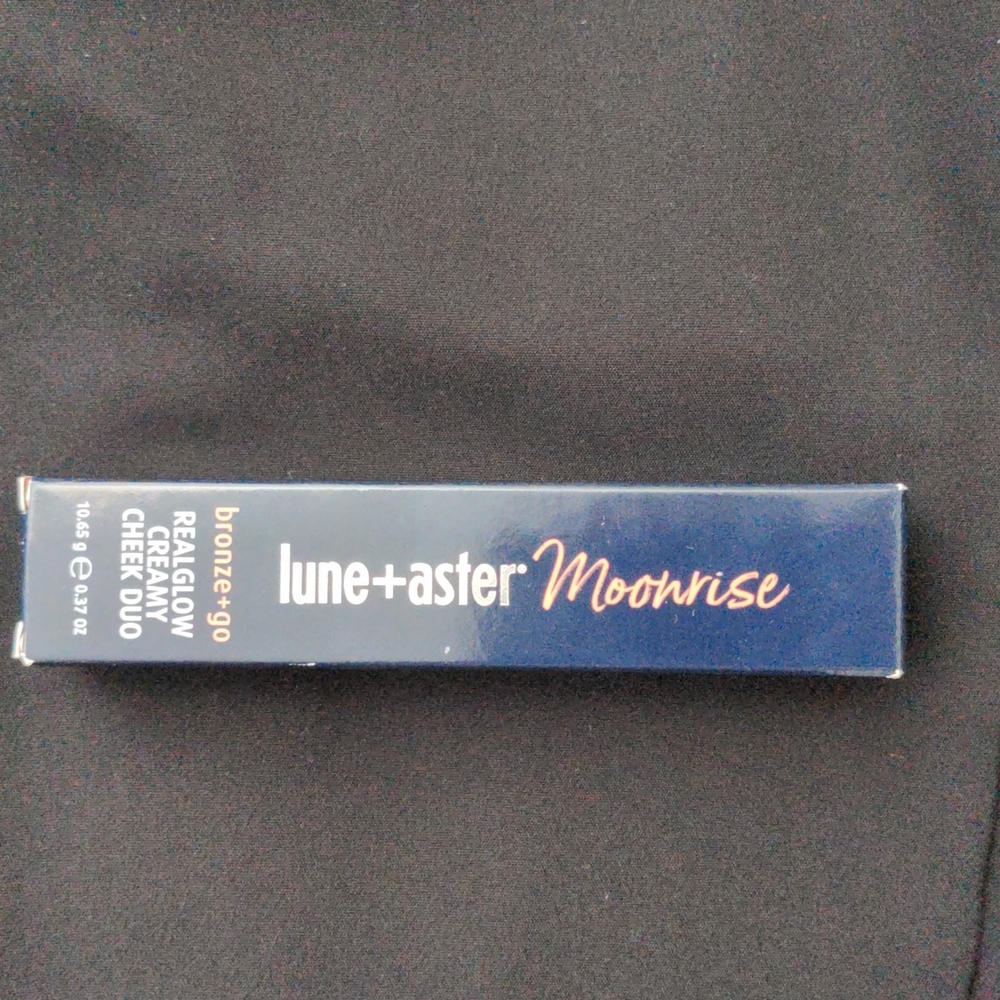 lune+aster® Moonrise
bronze+go
REALGLOW
CREAMY
CHEEK DUO
10.65 g ℮ 0.37 OZ